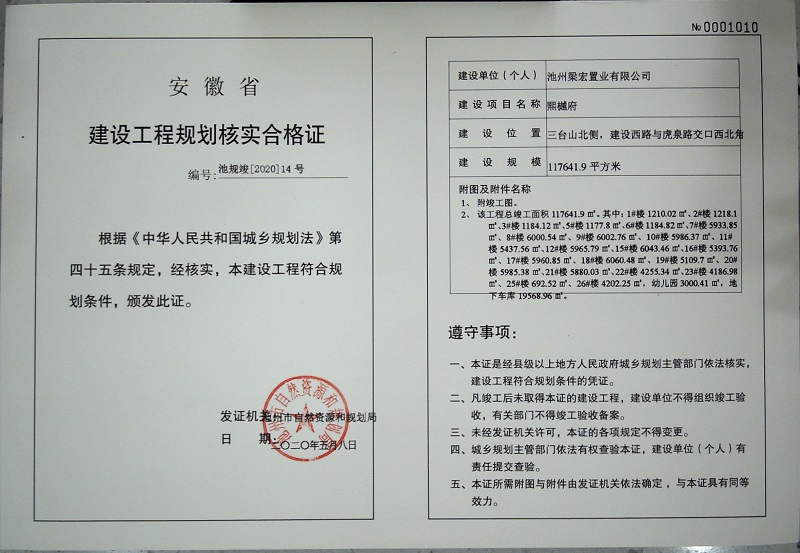 安徽省
建设工程规划核实合格证
编号:池规竣[2020]14 号
根据《中华人民共和国城乡规划法》第
四十五条规定，经核实，本建设工程符合规
划条件，颁发此证。
发证机关
池州市自然资源和规划局
日 期:
二〇二〇年五月八日
No 0001010
建设单位(个人) 池州梁宏置业有限公司
建设项目名称 熙樾府
建设位置 三台山北侧，建设西路与虎泉路交口西北角
建设规模 117641.9 平方米
附图及附件名称
1、 附竣工图。
2、 该工程总竣工面积 117641.9 ㎡。其中：1#楼 1210.02 ㎡、2#楼 1218.1
㎡、3#楼 1184.12 ㎡、5#楼 1177.8 ㎡、6#楼 1184.82 ㎡、7#楼 5933.85
㎡、8#楼 6000.54 ㎡、9#楼 6002.76 ㎡、10#楼 5986.37 ㎡、11#
楼 5437.56 ㎡、12#楼 5965.79 ㎡、15#楼 6043.46 ㎡、16#楼 5393.76
㎡、17#楼 5960.85 ㎡、18#楼 6060.48 ㎡、19#楼 5109.7 ㎡、20#
楼 5985.38 ㎡、21#楼 5880.03 ㎡、22#楼 4255.34 ㎡、23#楼 4186.98
㎡、25#楼 692.52 ㎡、26#楼 4202.25 ㎡，幼儿园 3000.41 ㎡，地
下车库 19568.96 ㎡。
遵守事项：
一、本证是经县级以上地方人民政府城乡规划主管部门依法核实，
建设工程符合规划条件的凭证。
二、凡竣工后未取得本证的建设工程，建设单位不得组织竣工验
收，有关部门不得竣工验收备案。
三、未经发证机关许可，本证的各项规定不得变更。
四、城乡规划主管部门依法有权查验本证，建设单位（个人）有
责任提交查验。
五、本证所需附图与附件由发证机关依法确定，与本证具有同等
效力。